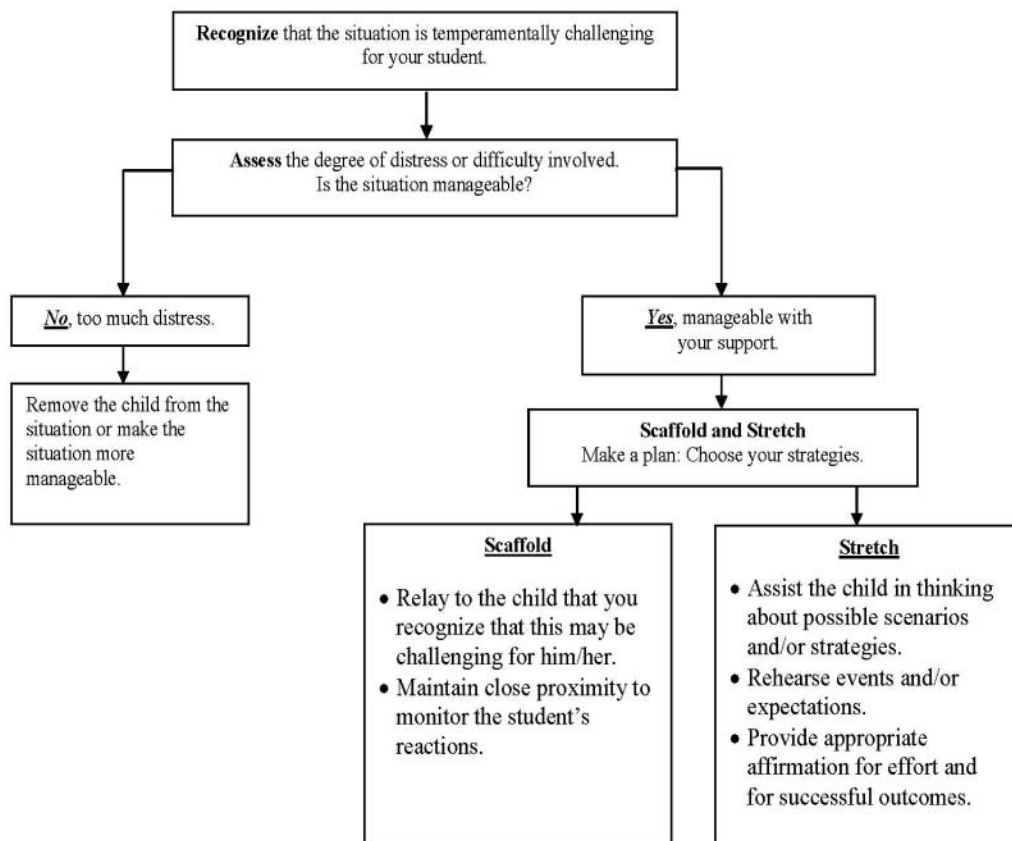 Recognize that the situation is temperamentally challenging
for your student.
Assess the degree of distress or difficulty involved.
Is the situation manageable?
No, too much distress.
Remove the child from the
situation or make the
situation more
manageable.
Yes, manageable with
your support.
Scaffold and Stretch
Make a plan: Choose your strategies.
Scaffold
• Relay to the child that you
recognize that this may be
challenging for him/her.
• Maintain close proximity to
monitor the student’s
reactions.
Stretch
• Assist the child in thinking
about possible scenarios
and/or strategies.
• Rehearse events and/or
expectations.
• Provide appropriate
affirmation for effort and
for successful outcomes.